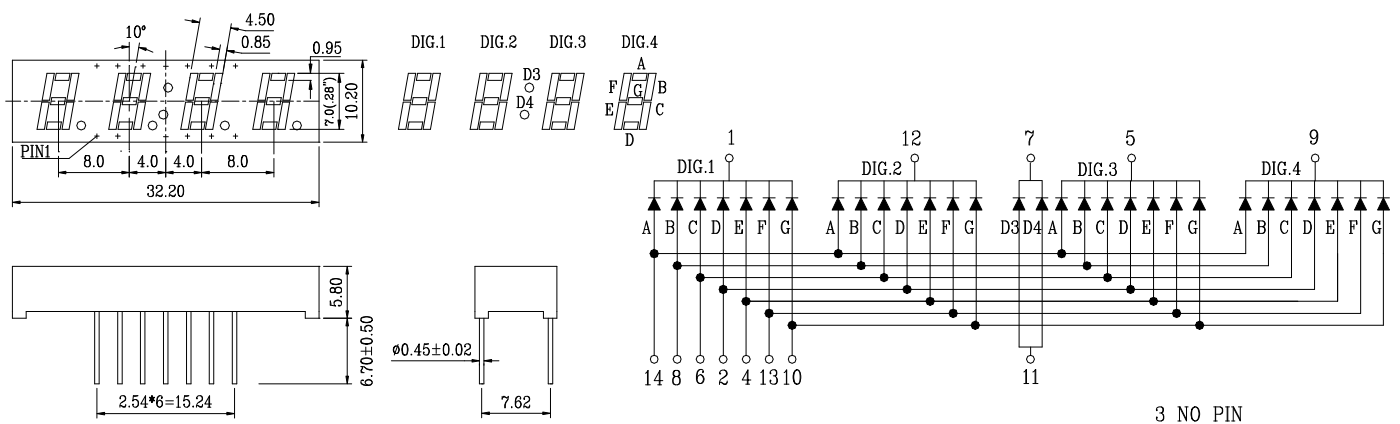 10°
4.50
0.85
0.95
7.0(.28")
10.20
PIN1
8.0 4.0 4.0 8.0
32.20
DIG.1 DIG.2 DIG.3 DIG.4
D3
D4
A
F G B
E C
D
1 12 7 5 9
DIG.1 DIG.2 DIG.3 DIG.4
A B C D E F G A B C D E F G D3 D4 A B C D E F G A B C D E F G
14 8 6 2 4 13 10 11
3 NO PIN
5.80
6.70±0.50
2.54*6=15.24
ø0.45±0.02
7.62